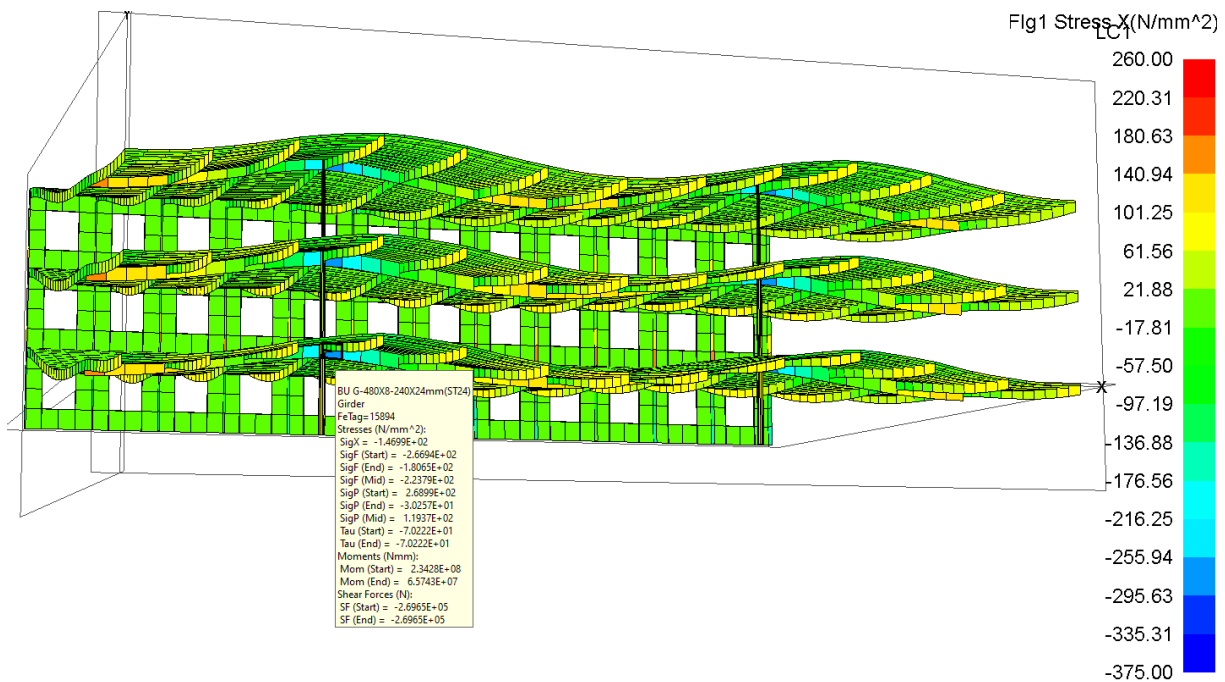 Y
Flg1 Stress X(N/mm^2)
LC1
260.00
220.31
180.63
140.94
101.25
61.56
21.88
-17.81
-57.50
-97.19
-136.88
-176.56
-216.25
-255.94
-295.63
-335.31
-375.00
X
BU G-480X8-240X24mm(ST24)
Girder
FeTag=15894
Stresses (N/mm^2):
SigX = -1.4699E+02
SigF (Start) = -2.6694E+02
SigF (End) = -1.8065E+02
SigF (Mid) = -2.2379E+02
SigP (Start) = 2.6899E+02
SigP (End) = -3.0257E+01
SigP (Mid) = 1.1937E+02
Tau (Start) = -7.0222E+01
Tau (End) = -7.0222E+01
Moments (Nmm):
Mom (Start) = 2.3428E+08
Mom (End) = 6.5743E+07
Shear Forces (N):
SF (Start) = -2.6965E+05
SF (End) = -2.6965E+05